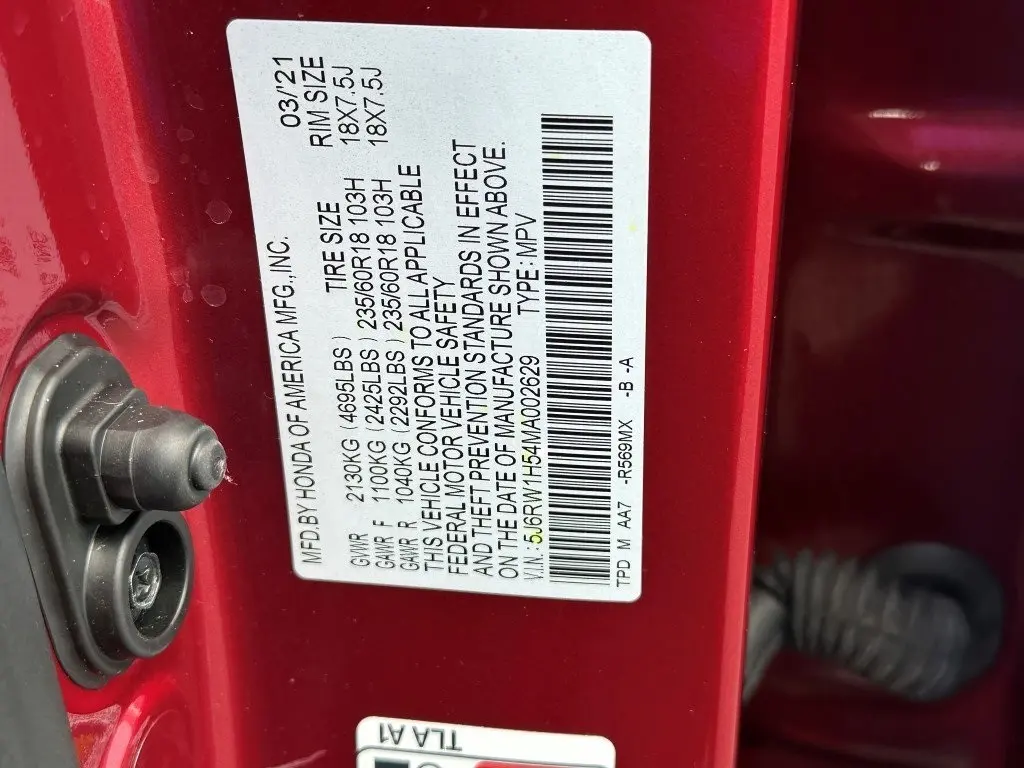 MFD.BY HONDA OF AMERICA MFG.,INC. 03/'21
TIRE SIZE RIM SIZE
GVWR 2130KG (4695LBS) 235/60R18 103H 18X7.5J
GAWR F 1100KG (2425LBS) 235/60R18 103H 18X7.5J
GAWR R 1040KG (2292LBS)
THIS VEHICLE CONFORMS TO ALL APPLICABLE
FEDERAL MOTOR VEHICLE SAFETY
AND THEFT PREVENTION STANDARDS IN EFFECT
ON THE DATE OF MANUFACTURE SHOWN ABOVE.
V.I.N.:5J6RW1H54MA002629 TYPE:MPV
TPD M AA7 -R569MX -B -A
TLA A1